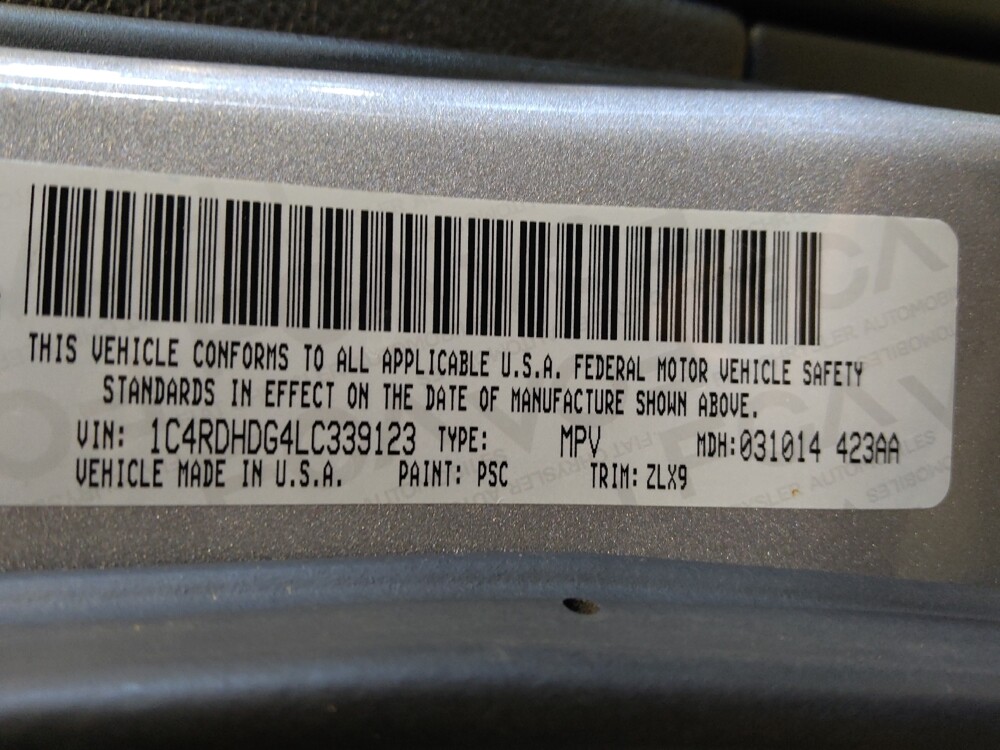 THIS VEHICLE CONFORMS TO ALL APPLICABLE U.S.A. FEDERAL MOTOR VEHICLE SAFETY
STANDARDS IN EFFECT ON THE DATE OF MANUFACTURE SHOWN ABOVE.
VIN: 1C4RDHDG4LC339123 TYPE: MPV MDH:031014 423AA
VEHICLE MADE IN U.S.A. PAINT: PSC TRIM: ZLX9